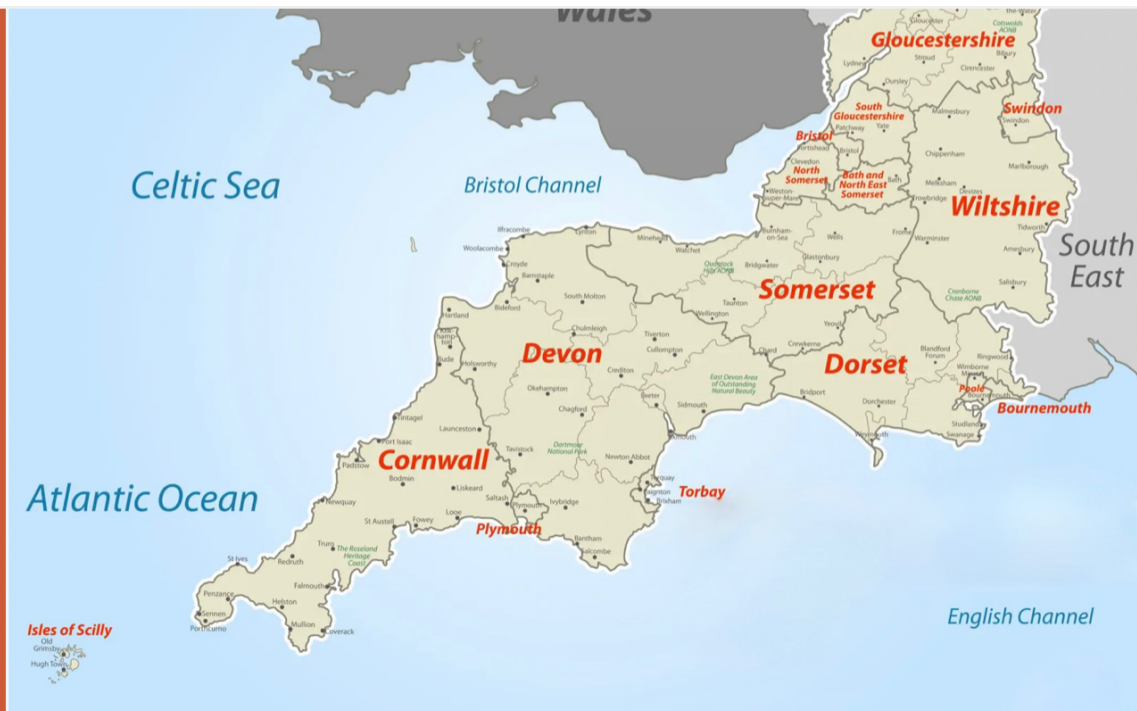 Wales
Gloucester
Cotswolds
AONB
Gloucestershire
Bibury
Lydney
Stroud
Cirencester
Dursley
South
Gloucestershire
Swindon
Malmesbury
Swindon
Patchway
Yate
Bristol
Portishead
Bristol
Chippenham
Marlborough
Clevedon
North
Somerset
Bath and
North East
Somerset
Bath
Celtic Sea
Bristol Channel
Melksham
Devizes
Weston-
super-Mare
Trowbridge
Wiltshire
Ilfracombe
Lynton
Minehead
Burnham-
on-Sea
Wells
Frome
Warminster
Tidworth
Woolacombe
Watchet
Amesbury
South
East
Croyde
Quantock
Hills AONB
Bridgwater
Glastonbury
Barnstaple
Salisbury
Somerset
Cranborne
Chase AONB
Bideford
South Molton
Taunton
Hartland
Wellington
Chulmleigh
Yeovil
Tiverton
Crewkerne
Bude
Devon
Cullompton
Chard
Blandford
Forum
Ringwood
Holsworthy
Crediton
Dorset
Wimborne
East Devon Area
of Outstanding
Natural Beauty
Okehampton
Poole
Bournemouth
Exeter
Bridport
Bournemouth
Tintagel
Chagford
Sidmouth
Dorchester
Launceston
Studland
Swanage
Weymouth
Port Isaac
Dartmoor
National Park
Tavistock
Newton Abbot
Cornwall
Padstow
Bodmin
Liskeard
Torquay
Paignton
Torbay
Brixham
Atlantic Ocean
Newquay
Saltash
Plymouth
Ivybridge
Looe
St Austell
Fowey
Plymouth
Bantham
Salcombe
Truro
The Roseland
Heritage
Coast
St Ives
Redruth
Falmouth
Penzance
Helston
Sennen
Porthcurno
Mullion
Coverack
English Channel
Isles of Scilly
Old
Grimsby
Hugh Town